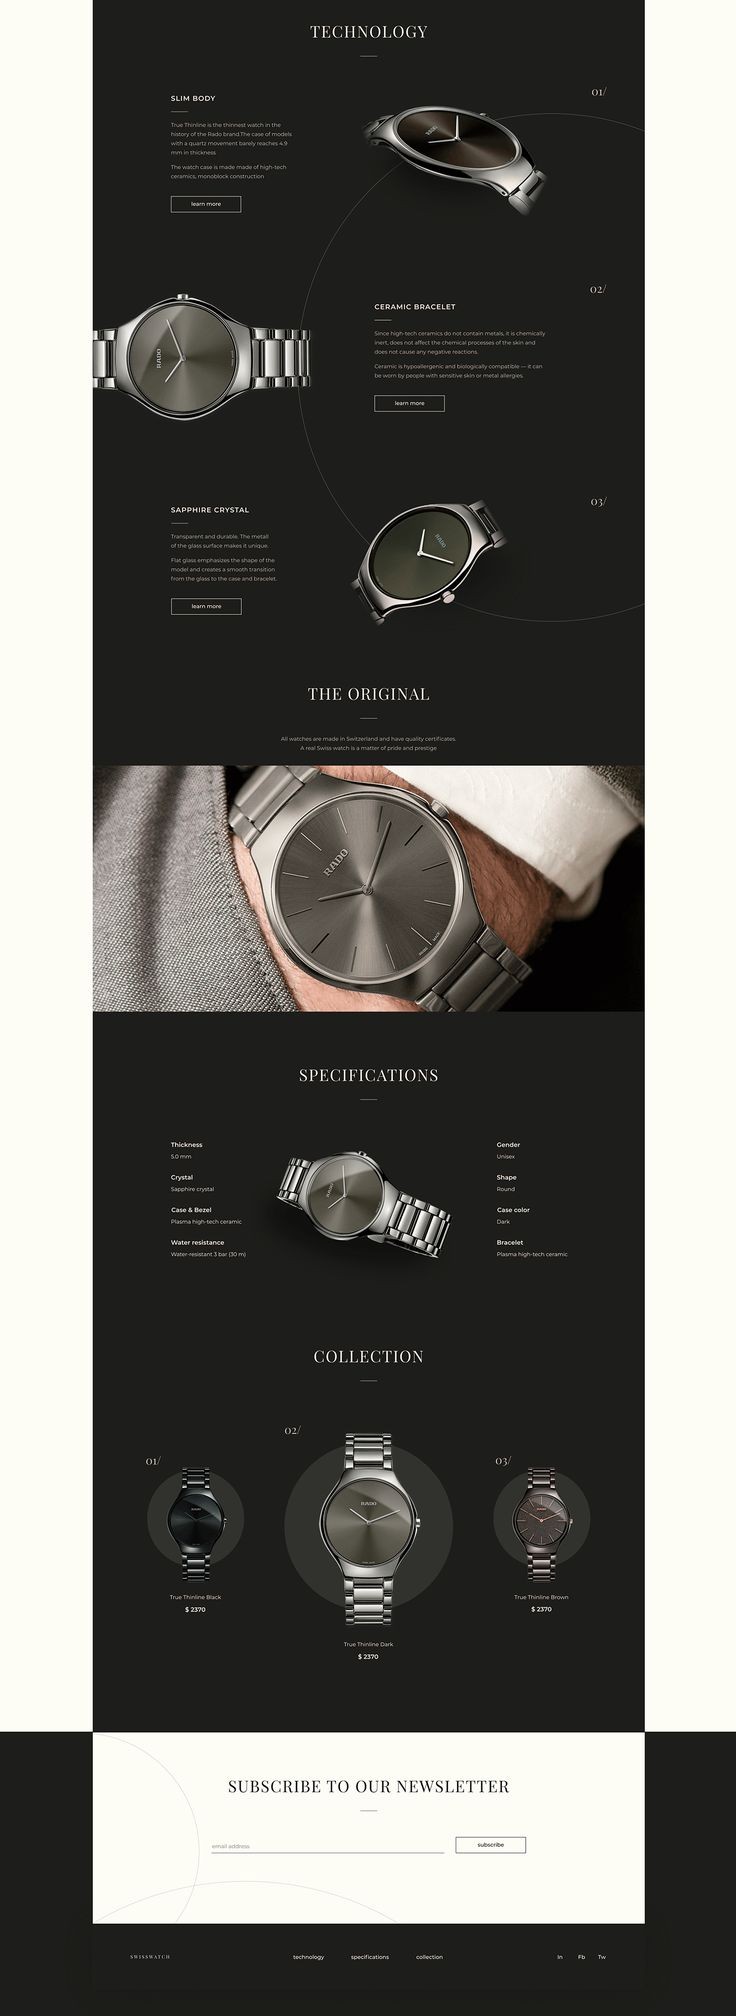 TECHNOLOGY
01/
SLIM BODY
True Thinline is the thinnest watch in the
history of the Rado brand.The case of models
with a quartz movement barely reaches 4.9
mm in thickness
The watch case is made made of high-tech
ceramics, monoblock construction
learn more
RADO
02/
CERAMIC BRACELET
Since high-tech ceramics do not contain metals, it is chemically
inert, does not affect the chemical processes of the skin and
does not cause any negative reactions.
Ceramic is hypoallergenic and biologically compatible — it can
be worn by people with sensitive skin or metal allergies.
learn more
RADO
03/
SAPPHIRE CRYSTAL
Transparent and durable. The metall
of the glass surface makes it unique.
Flat glass emphasizes the shape of the
model and creates a smooth transition
from the glass to the case and bracelet.
learn more
RADO
THE ORIGINAL
All watches are made in Switzerland and have quality certificates.
A real Swiss watch is a matter of pride and prestige
RADO
SWISS MADE
SPECIFICATIONS
Thickness
5.0 mm
Crystal
Sapphire crystal
Case & Bezel
Plasma high-tech ceramic
Water resistance
Water-resistant 3 bar (30 m)
RADO
Gender
Unisex
Shape
Round
Case color
Dark
Bracelet
Plasma high-tech ceramic
COLLECTION
01/
RADO
True Thinline Black
$ 2370
02/
RADO
True Thinline Dark
$ 2370
03/
RADO
True Thinline Brown
$ 2370
SUBSCRIBE TO OUR NEWSLETTER
email address
subscribe
SWISSWATCH
technology
specifications
collection
In
Fb
Tw